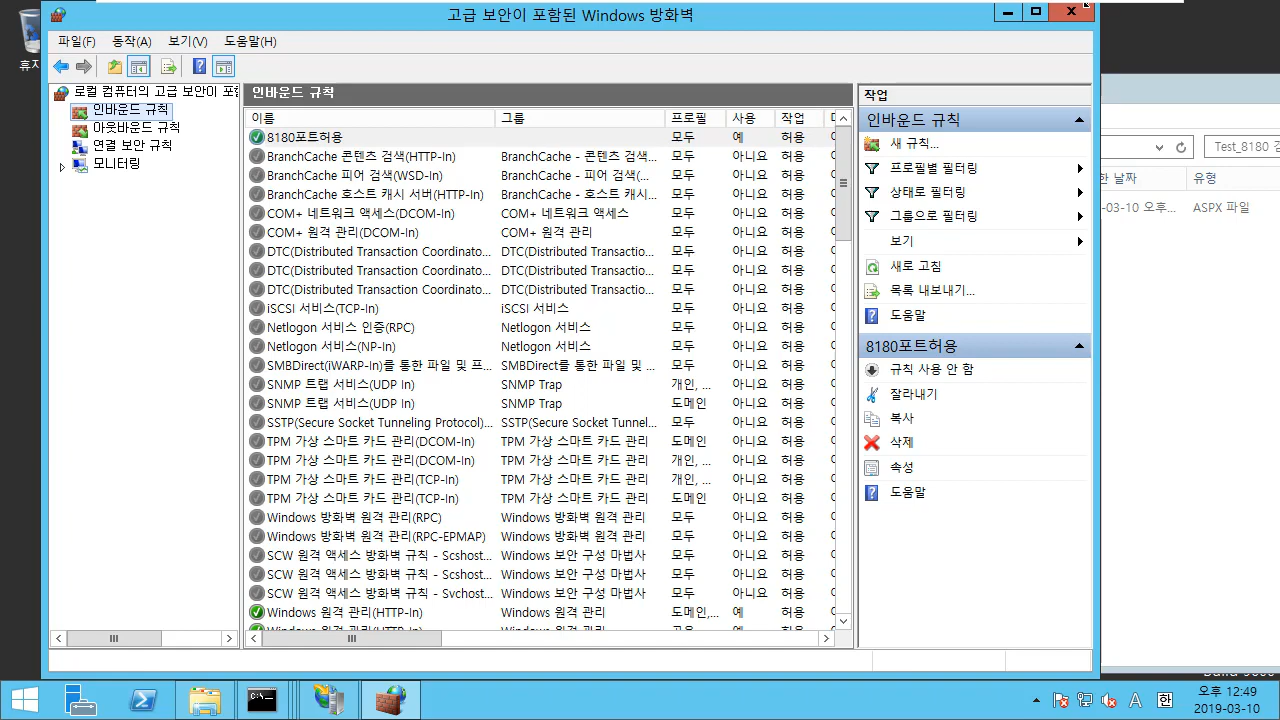 고급 보안이 포함된 Windows 방화벽
파일(F) 동작(A) 보기(V) 도움말(H)
로컬 컴퓨터의 고급 보안이
인바운드 규칙
아웃바운드 규칙
연결 보안 규칙
모니터링
인바운드 규칙
이름 그룹 프로필 사용 작업
8180포트허용 모두 예 허용
BranchCache 콘텐츠 검색(HTTP-In) BranchCache - 콘텐츠 검색... 모두 아니요 허용
BranchCache 피어 검색(WSD-In) BranchCache - 피어 검색(... 모두 아니요 허용
BranchCache 호스트 캐시 서버(HTTP-In) BranchCache - 호스트 캐시... 모두 아니요 허용
COM+ 네트워크 액세스(DCOM-In) COM+ 네트워크 액세스 모두 아니요 허용
COM+ 원격 관리(DCOM-In) COM+ 원격 관리 모두 아니요 허용
DTC(Distributed Transaction Coordinato... DTC(Distributed Transactio... 모두 아니요 허용
DTC(Distributed Transaction Coordinato... DTC(Distributed Transactio... 모두 아니요 허용
DTC(Distributed Transaction Coordinato... DTC(Distributed Transactio... 모두 아니요 허용
iSCSI 서비스(TCP-In) iSCSI 서비스 모두 아니요 허용
Netlogon 서비스 인증(RPC) Netlogon 서비스 모두 아니요 허용
Netlogon 서비스(NP-In) Netlogon 서비스 모두 아니요 허용
SMBDirect(iWARP-In)를 통한 파일 및 프... SMBDirect를 통한 파일 및 ... 모두 아니요 허용
SNMP 트랩 서비스(UDP In) SNMP Trap 개인, ... 아니요 허용
SNMP 트랩 서비스(UDP In) SNMP Trap 도메인 아니요 허용
SSTP(Secure Socket Tunneling Protocol)... SSTP(Secure Socket Tunnel... 모두 아니요 허용
TPM 가상 스마트 카드 관리(DCOM-In) TPM 가상 스마트 카드 관리 도메인 아니요 허용
TPM 가상 스마트 카드 관리(DCOM-In) TPM 가상 스마트 카드 관리 개인, ... 아니요 허용
TPM 가상 스마트 카드 관리(TCP-In) TPM 가상 스마트 카드 관리 개인, ... 아니요 허용
TPM 가상 스마트 카드 관리(TCP-In) TPM 가상 스마트 카드 관리 도메인 아니요 허용
Windows 방화벽 원격 관리(RPC) Windows 방화벽 원격 관리 모두 아니요 허용
Windows 방화벽 원격 관리(RPC-EPMAP) Windows 방화벽 원격 관리 모두 아니요 허용
SCW 원격 액세스 방화벽 규칙 - Scshost... Windows 보안 구성 마법사 모두 아니요 허용
SCW 원격 액세스 방화벽 규칙 - Scshost... Windows 보안 구성 마법사 모두 아니요 허용
SCW 원격 액세스 방화벽 규칙 - Svchost... Windows 보안 구성 마법사 모두 아니요 허용
Windows 원격 관리(HTTP-In) Windows 원격 관리 도메인,... 예 허용
작업
인바운드 규칙
새 규칙...
프로필별 필터링
상태로 필터링
그룹으로 필터링
보기
새로 고침
목록 내보내기...
도움말
8180포트허용
규칙 사용 안 함
잘라내기
복사
삭제
속성
도움말
Test_8180
날짜 유형
-03-10 오후... ASPX 파일
A 한 오후 12:49
2019-03-10